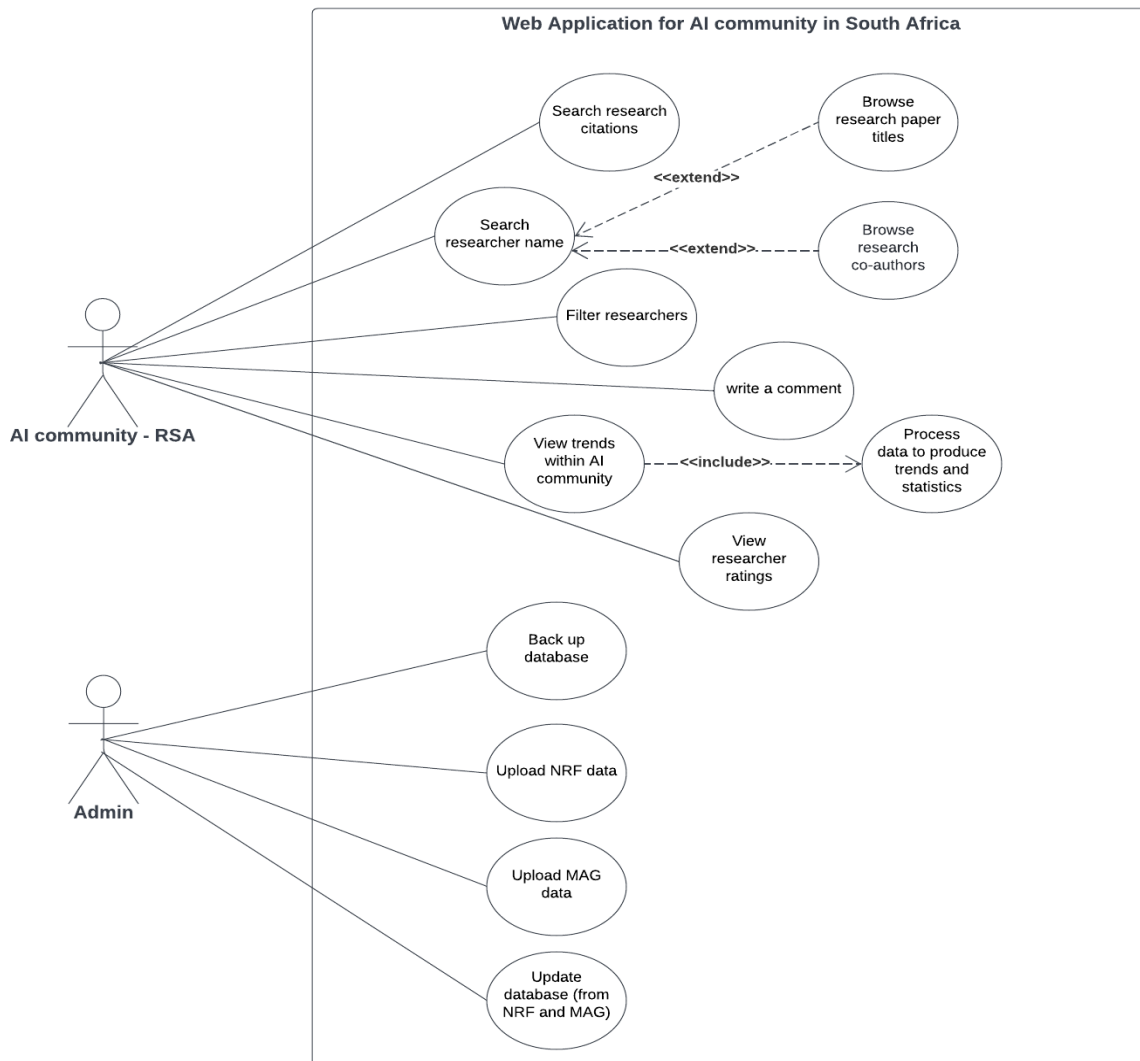 Web Application for AI community in South Africa
Search research
citations
Browse
research paper
titles
<<extend>>
Search
researcher name
<<extend>>
Browse
research
co-authors
Filter researchers
write a comment
AI community - RSA
View trends
within AI
community
<<include>>
Process
data to produce
trends and
statistics
View
researcher
ratings
Back up
database
Admin
Upload NRF data
Upload MAG
data
Update
database (from
NRF and MAG)